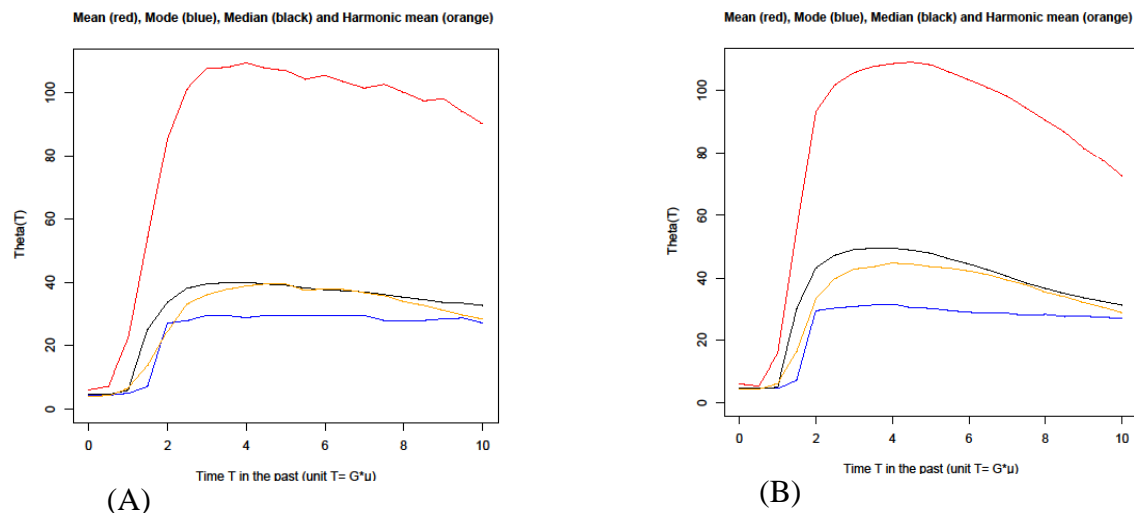 Mean (red), Mode (blue), Median (black) and Harmonic mean (orange)
Theta(T)
100
80
60
40
20
0
0 2 4 6 8 10
Time T in the past (unit T= G*µ)
(A)
Mean (red), Mode (blue), Median (black) and Harmonic mean (orange)
Theta(T)
100
80
60
40
20
0
0 2 4 6 8 10
Time T in the past (unit T= G*µ)
(B)